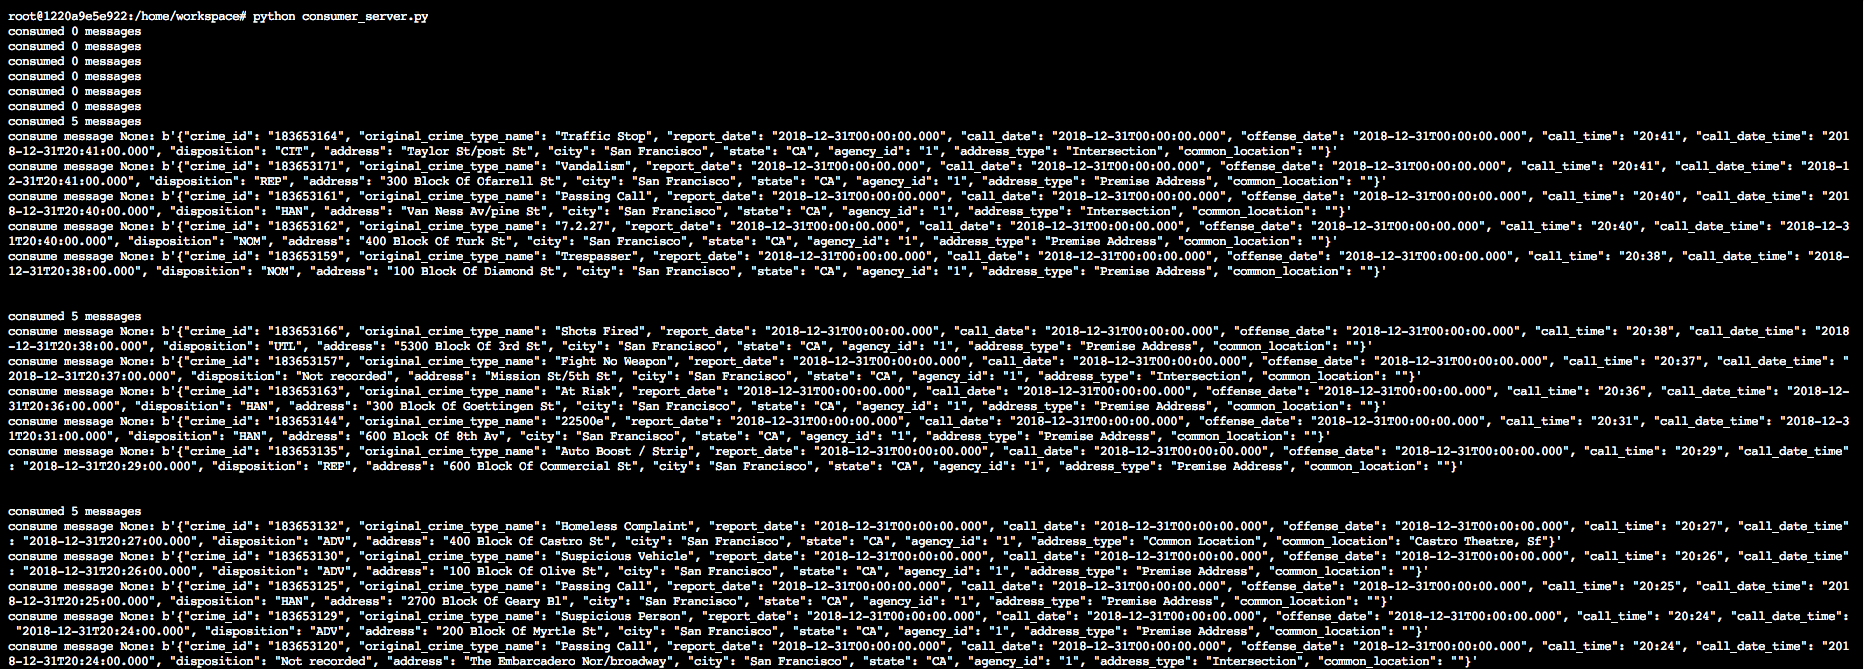 root@1220a9e5e922:/home/workspace# python consumer_server.py
consumed 0 messages
consumed 0 messages
consumed 0 messages
consumed 0 messages
consumed 0 messages
consumed 0 messages
consumed 5 messages
consume message None: b'{"crime_id": "183653164", "original_crime_type_name": "Traffic Stop", "report_date": "2018-12-31T00:00:00.000", "call_date": "2018-12-31T00:00:00.000", "offense_date": "2018-12-31T00:00:00.000", "call_time": "20:41", "call_date_time": "201
8-12-31T20:41:00.000", "disposition": "CIT", "address": "Taylor St/post St", "city": "San Francisco", "state": "CA", "agency_id": "1", "address_type": "Intersection", "common_location": ""}'
consume message None: b'{"crime_id": "183653171", "original_crime_type_name": "Vandalism", "report_date": "2018-12-31T00:00:00.000", "call_date": "2018-12-31T00:00:00.000", "offense_date": "2018-12-31T00:00:00.000", "call_time": "20:41", "call_date_time": "2018-1
2-31T20:41:00.000", "disposition": "REP", "address": "300 Block Of Ofarrell St", "city": "San Francisco", "state": "CA", "agency_id": "1", "address_type": "Premise Address", "common_location": ""}'
consume message None: b'{"crime_id": "183653161", "original_crime_type_name": "Passing Call", "report_date": "2018-12-31T00:00:00.000", "call_date": "2018-12-31T00:00:00.000", "offense_date": "2018-12-31T00:00:00.000", "call_time": "20:40", "call_date_time": "201
8-12-31T20:40:00.000", "disposition": "HAN", "address": "Van Ness Av/pine St", "city": "San Francisco", "state": "CA", "agency_id": "1", "address_type": "Intersection", "common_location": ""}'
consume message None: b'{"crime_id": "183653162", "original_crime_type_name": "7.2.27", "report_date": "2018-12-31T00:00:00.000", "call_date": "2018-12-31T00:00:00.000", "offense_date": "2018-12-31T00:00:00.000", "call_time": "20:40", "call_date_time": "2018-12-3
1T20:40:00.000", "disposition": "NOM", "address": "400 Block Of Turk St", "city": "San Francisco", "state": "CA", "agency_id": "1", "address_type": "Premise Address", "common_location": ""}'
consume message None: b'{"crime_id": "183653159", "original_crime_type_name": "Trespasser", "report_date": "2018-12-31T00:00:00.000", "call_date": "2018-12-31T00:00:00.000", "offense_date": "2018-12-31T00:00:00.000", "call_time": "20:38", "call_date_time": "2018-
12-31T20:38:00.000", "disposition": "NOM", "address": "100 Block Of Diamond St", "city": "San Francisco", "state": "CA", "agency_id": "1", "address_type": "Premise Address", "common_location": ""}'
consumed 5 messages
consume message None: b'{"crime_id": "183653166", "original_crime_type_name": "Shots Fired", "report_date": "2018-12-31T00:00:00.000", "call_date": "2018-12-31T00:00:00.000", "offense_date": "2018-12-31T00:00:00.000", "call_time": "20:38", "call_date_time": "2018
-12-31T20:38:00.000", "disposition": "UTL", "address": "5300 Block Of 3rd St", "city": "San Francisco", "state": "CA", "agency_id": "1", "address_type": "Premise Address", "common_location": ""}'
consume message None: b'{"crime_id": "183653157", "original_crime_type_name": "Fight No Weapon", "report_date": "2018-12-31T00:00:00.000", "call_date": "2018-12-31T00:00:00.000", "offense_date": "2018-12-31T00:00:00.000", "call_time": "20:37", "call_date_time": "
2018-12-31T20:37:00.000", "disposition": "Not recorded", "address": "Mission St/5th St", "city": "San Francisco", "state": "CA", "agency_id": "1", "address_type": "Intersection", "common_location": ""}'
consume message None: b'{"crime_id": "183653163", "original_crime_type_name": "At Risk", "report_date": "2018-12-31T00:00:00.000", "call_date": "2018-12-31T00:00:00.000", "offense_date": "2018-12-31T00:00:00.000", "call_time": "20:36", "call_date_time": "2018-12-
31T20:36:00.000", "disposition": "HAN", "address": "300 Block Of Goettingen St", "city": "San Francisco", "state": "CA", "agency_id": "1", "address_type": "Premise Address", "common_location": ""}'
consume message None: b'{"crime_id": "183653144", "original_crime_type_name": "22500e", "report_date": "2018-12-31T00:00:00.000", "call_date": "2018-12-31T00:00:00.000", "offense_date": "2018-12-31T00:00:00.000", "call_time": "20:31", "call_date_time": "2018-12-3
1T20:31:00.000", "disposition": "HAN", "address": "600 Block Of 8th Av", "city": "San Francisco", "state": "CA", "agency_id": "1", "address_type": "Premise Address", "common_location": ""}'
consume message None: b'{"crime_id": "183653135", "original_crime_type_name": "Auto Boost / Strip", "report_date": "2018-12-31T00:00:00.000", "call_date": "2018-12-31T00:00:00.000", "offense_date": "2018-12-31T00:00:00.000", "call_time": "20:29", "call_date_time"
: "2018-12-31T20:29:00.000", "disposition": "REP", "address": "600 Block Of Commercial St", "city": "San Francisco", "state": "CA", "agency_id": "1", "address_type": "Premise Address", "common_location": ""}'
consumed 5 messages
consume message None: b'{"crime_id": "183653132", "original_crime_type_name": "Homeless Complaint", "report_date": "2018-12-31T00:00:00.000", "call_date": "2018-12-31T00:00:00.000", "offense_date": "2018-12-31T00:00:00.000", "call_time": "20:27", "call_date_time"
: "2018-12-31T20:27:00.000", "disposition": "ADV", "address": "400 Block Of Castro St", "city": "San Francisco", "state": "CA", "agency_id": "1", "address_type": "Common Location", "common_location": "Castro Theatre, Sf"}'
consume message None: b'{"crime_id": "183653130", "original_crime_type_name": "Suspicious Vehicle", "report_date": "2018-12-31T00:00:00.000", "call_date": "2018-12-31T00:00:00.000", "offense_date": "2018-12-31T00:00:00.000", "call_time": "20:26", "call_date_time"
: "2018-12-31T20:26:00.000", "disposition": "ADV", "address": "100 Block Of Olive St", "city": "San Francisco", "state": "CA", "agency_id": "1", "address_type": "Premise Address", "common_location": ""}'
consume message None: b'{"crime_id": "183653125", "original_crime_type_name": "Passing Call", "report_date": "2018-12-31T00:00:00.000", "call_date": "2018-12-31T00:00:00.000", "offense_date": "2018-12-31T00:00:00.000", "call_time": "20:25", "call_date_time": "201
8-12-31T20:25:00.000", "disposition": "HAN", "address": "2700 Block Of Geary Bl", "city": "San Francisco", "state": "CA", "agency_id": "1", "address_type": "Premise Address", "common_location": ""}'
consume message None: b'{"crime_id": "183653129", "original_crime_type_name": "Suspicious Person", "report_date": "2018-12-31T00:00:00.000", "call_date": "2018-12-31T00:00:00.000", "offense_date": "2018-12-31T00:00:00.000", "call_time": "20:24", "call_date_time":
 "2018-12-31T20:24:00.000", "disposition": "ADV", "address": "200 Block Of Myrtle St", "city": "San Francisco", "state": "CA", "agency_id": "1", "address_type": "Premise Address", "common_location": ""}'
consume message None: b'{"crime_id": "183653120", "original_crime_type_name": "Passing Call", "report_date": "2018-12-31T00:00:00.000", "call_date": "2018-12-31T00:00:00.000", "offense_date": "2018-12-31T00:00:00.000", "call_time": "20:24", "call_date_time": "201
8-12-31T20:24:00.000", "disposition": "Not recorded", "address": "The Embarcadero Nor/broadway", "city": "San Francisco", "state": "CA", "agency_id": "1", "address_type": "Intersection", "common_location": ""}'